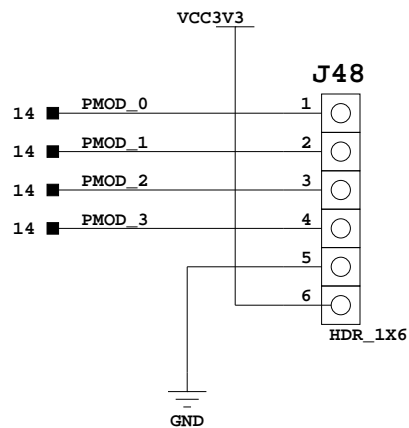 VCC3V3
J48
14 PMOD_0 1
14 PMOD_1 2
14 PMOD_2 3
14 PMOD_3 4
5
6
HDR_1X6
GND